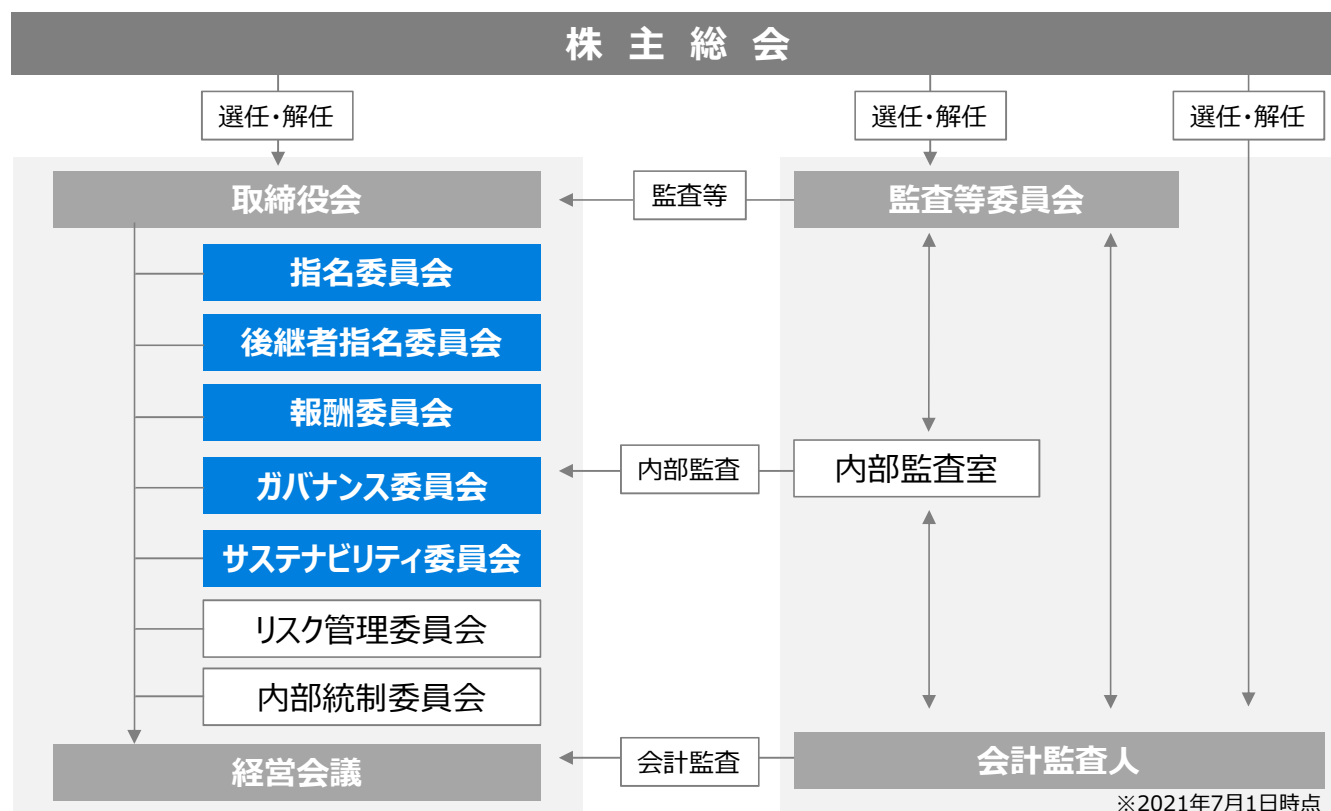 株主総会
選任・解任
選任・解任
選任・解任
取締役会
監査等
監査等委員会
指名委員会
後継者指名委員会
報酬委員会
ガバナンス委員会
内部監査
内部監査室
サステナビリティ委員会
リスク管理委員会
内部統制委員会
経営会議
会計監査
会計監査人
※2021年7月1日時点